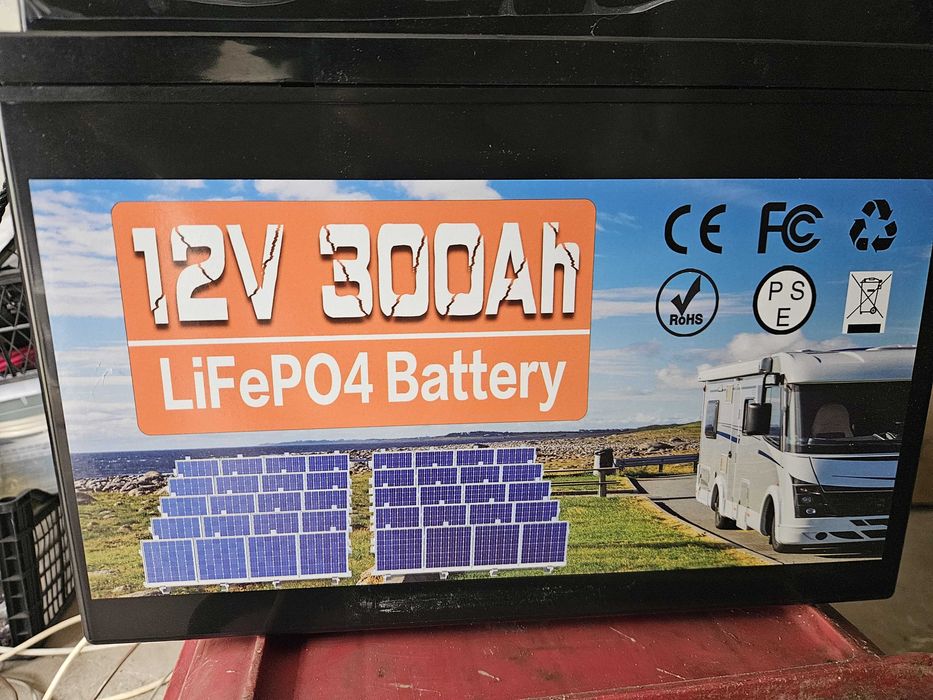 12V 300Ah
LiFePO4 Battery
CE FC
RoHS
PS
E